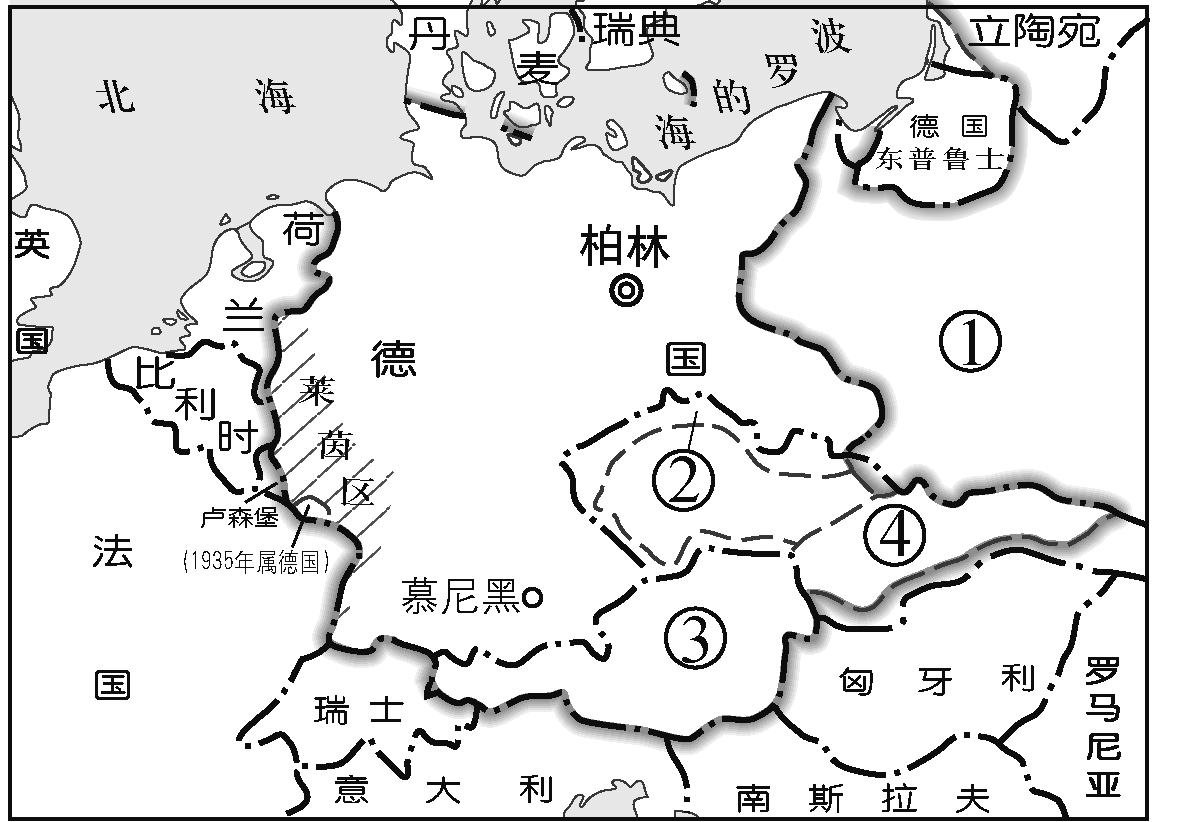 北海
丹麦
瑞典
波罗的海
立陶宛
德国
东普鲁士
英国
荷兰
柏林
比利时
德国
莱茵区
①
②
③
④
卢森堡
(1935年属德国)
法国
慕尼黑
瑞士
匈牙利
罗马尼亚
意大利
南斯拉夫